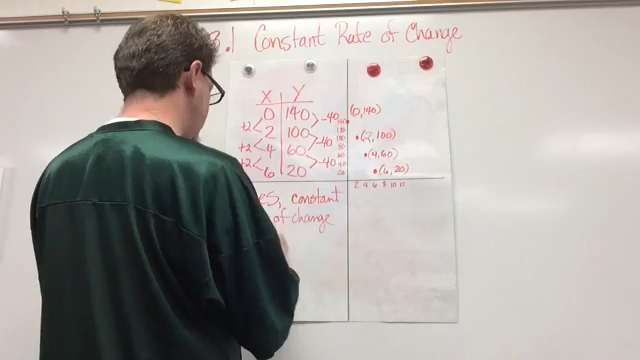 3.1 Constant Rate of Change
X Y
0 140
2 100
4 60
6 20
+2
+2
+2
-40
-40
-40
(0,140)
(2,100)
(4,60)
(6,20)
2 4 6 8 10
constant
of change